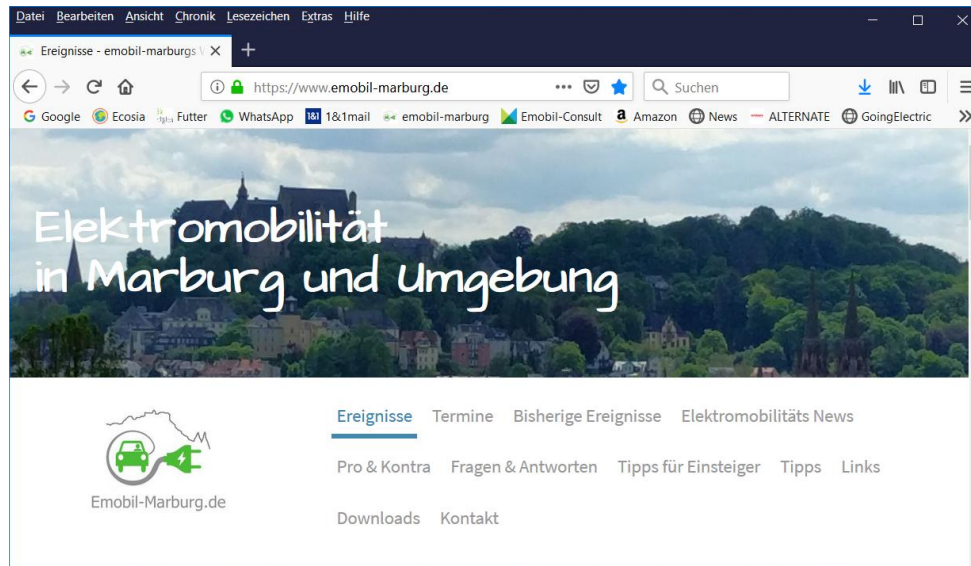 Datei Bearbeiten Ansicht Chronik Lesezeichen Extras Hilfe
Ereignisse - emobil-marburgs
https://www.emobil-marburg.de
Suchen
Google Ecosia Futter WhatsApp 1&1 1&1mail emobil-marburg Emobil-Consult a Amazon News ALTERNATE GoingElectric
Elektromobilität
in Marburg und Umgebung
Ereignisse Termine Bisherige Ereignisse Elektromobilitäts News
Pro & Kontra Fragen & Antworten Tipps für Einsteiger Tipps Links
Downloads Kontakt
Emobil-Marburg.de